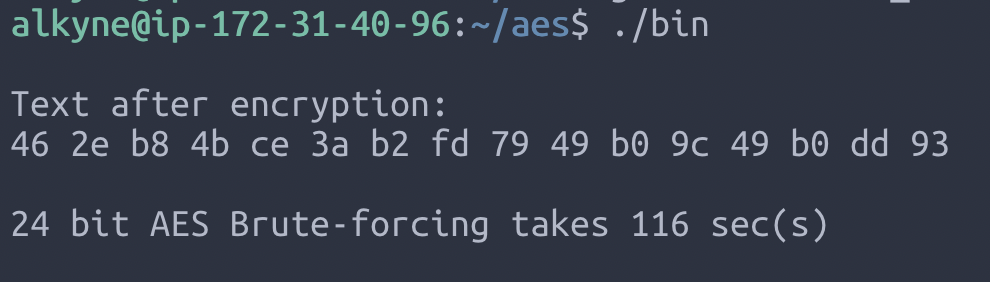 alkyne@ip-172-31-40-96:~/aes$ ./bin
Text after encryption:
46 2e b8 4b ce 3a b2 fd 79 49 b0 9c 49 b0 dd 93
24 bit AES Brute-forcing takes 116 sec(s)